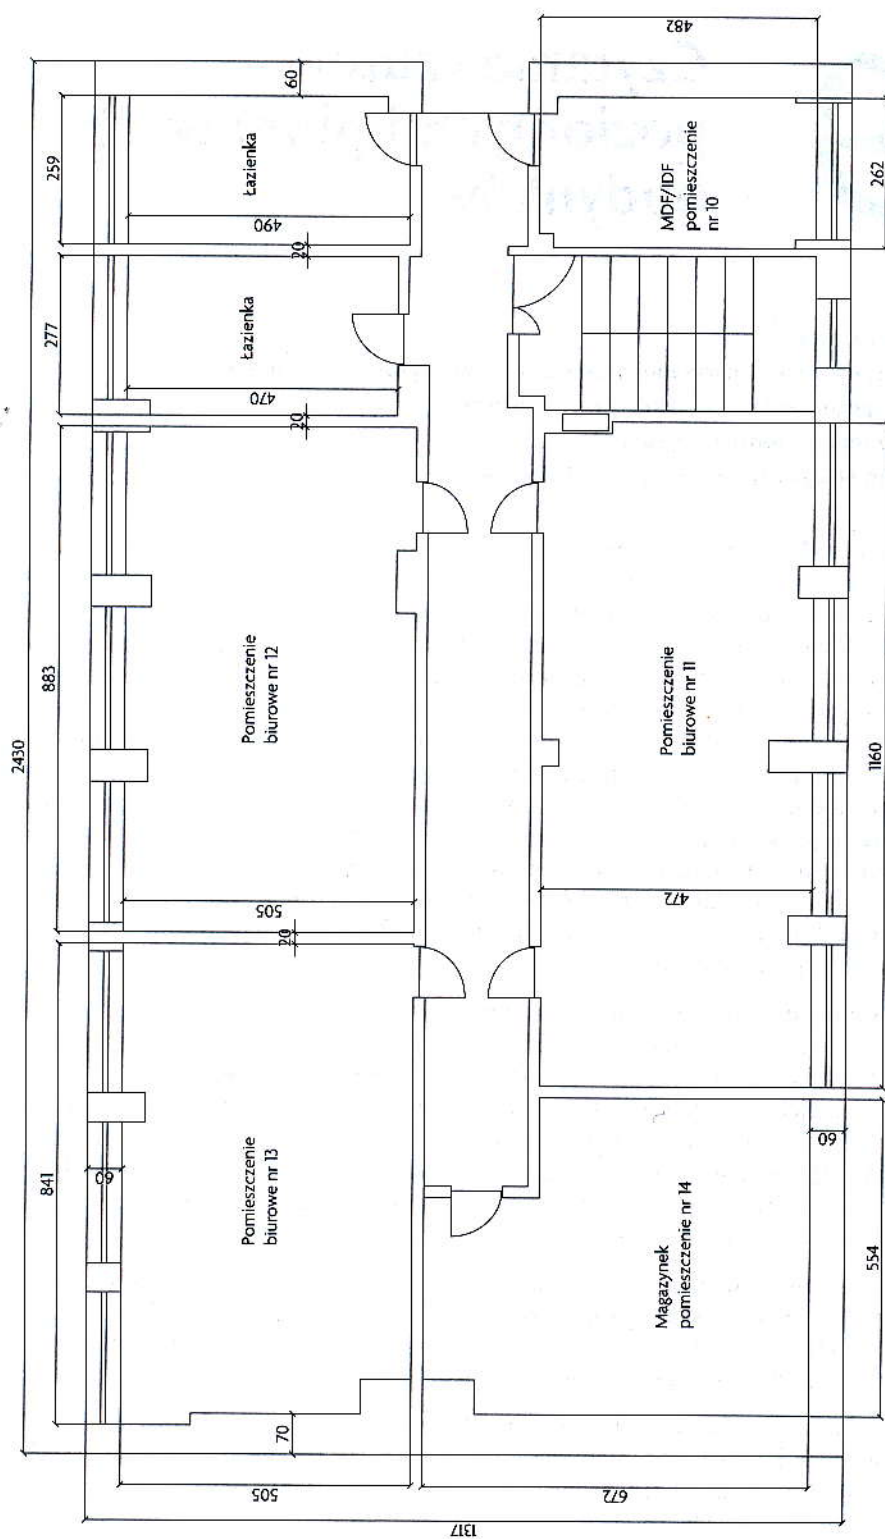 2430
841
883
277
259
60
60
505
505
20
20
20
470
490
70
Pomieszczenie
biurowe nr 13
Pomieszczenie
biurowe nr 12
Łazienka
Łazienka
1317
672
Magazynek
pomieszczenie nr 14
Pomieszczenie
biurowe nr 11
472
MDF/IDF
pomieszczenie
nr 10
482
60
554
1160
262